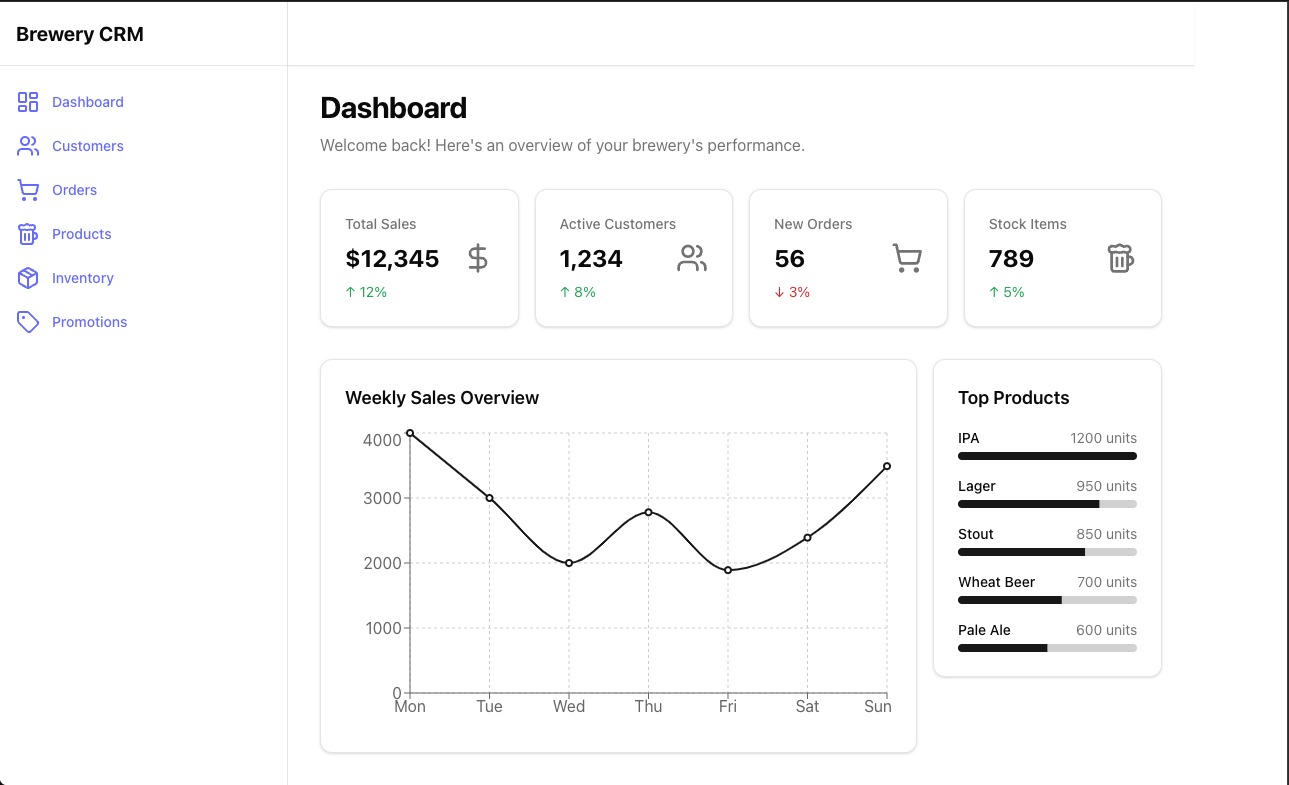 Brewery CRM
Dashboard
Customers
Orders
Products
Inventory
Promotions
Dashboard
Welcome back! Here's an overview of your brewery's performance.
Total Sales
$12,345
↑ 12%
Active Customers
1,234
↑ 8%
New Orders
56
↓ 3%
Stock Items
789
↑ 5%
Weekly Sales Overview
4000
3000
2000
1000
0
Mon Tue Wed Thu Fri Sat Sun
Top Products
IPA 1200 units
Lager 950 units
Stout 850 units
Wheat Beer 700 units
Pale Ale 600 units